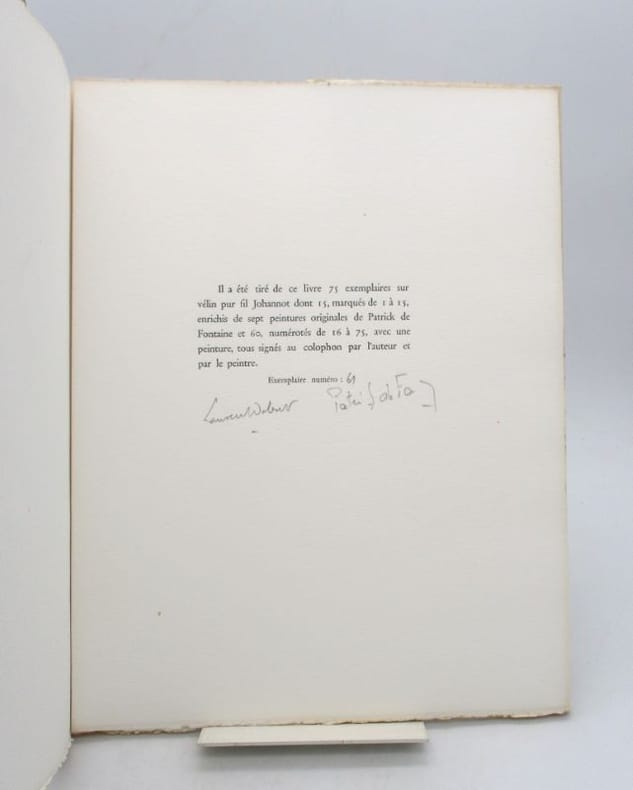 Il a été tiré de ce livre 75 exemplaires sur
vélin pur fil Johannot dont 15, marqués de 1 à 15,
enrichis de sept peintures originales de Patrick de
Fontaine et 60, numérotés de 16 à 75, avec une
peinture, tous signés au colophon par l'auteur et
par le peintre.
Exemplaire numéro : 61